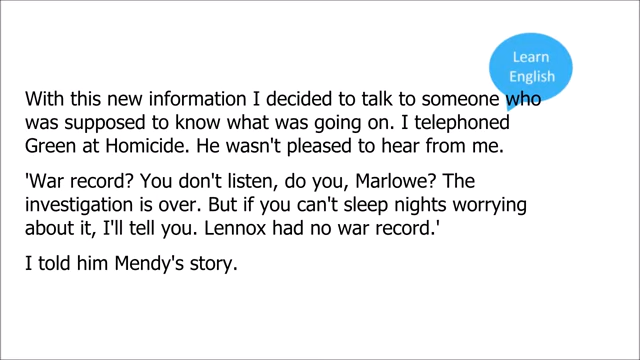 Learn
English
With this new information I decided to talk to someone who
was supposed to know what was going on. I telephoned
Green at Homicide. He wasn't pleased to hear from me.
'War record? You don't listen, do you, Marlowe? The
investigation is over. But if you can't sleep nights worrying
about it, I'll tell you. Lennox had no war record.'
I told him Mendy's story.